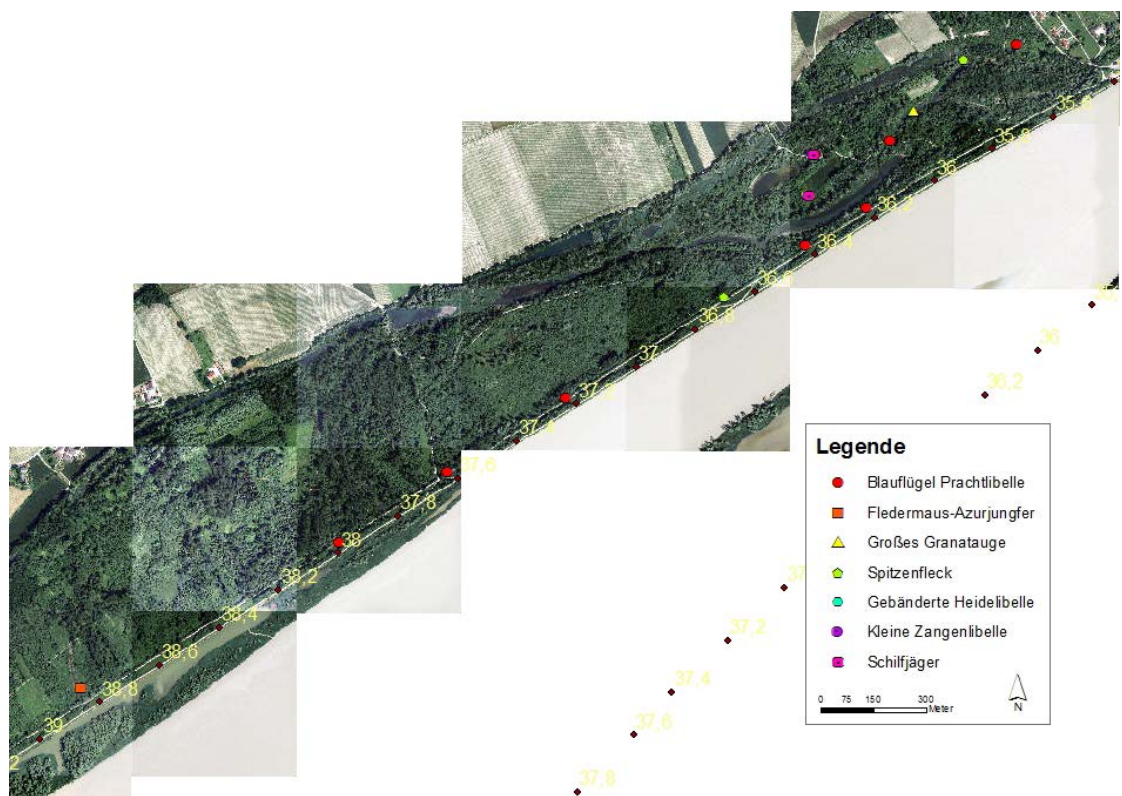 35,6
35,8
36
36,2
36,4
36,6
36,8
37
37,2
37,4
37,6
37,8
38
38,2
38,4
38,6
38,8
39
2
36
36,2
37
37,2
37,4
37,6
37,8
Legende
Blauflügel Prachtlibelle
Fledermaus-Azurjungfer
Großes Granatauge
Spitzenfleck
Gebänderte Heidelibelle
Kleine Zangenlibelle
Schilfjäger
0 75 150 300
Meter
N